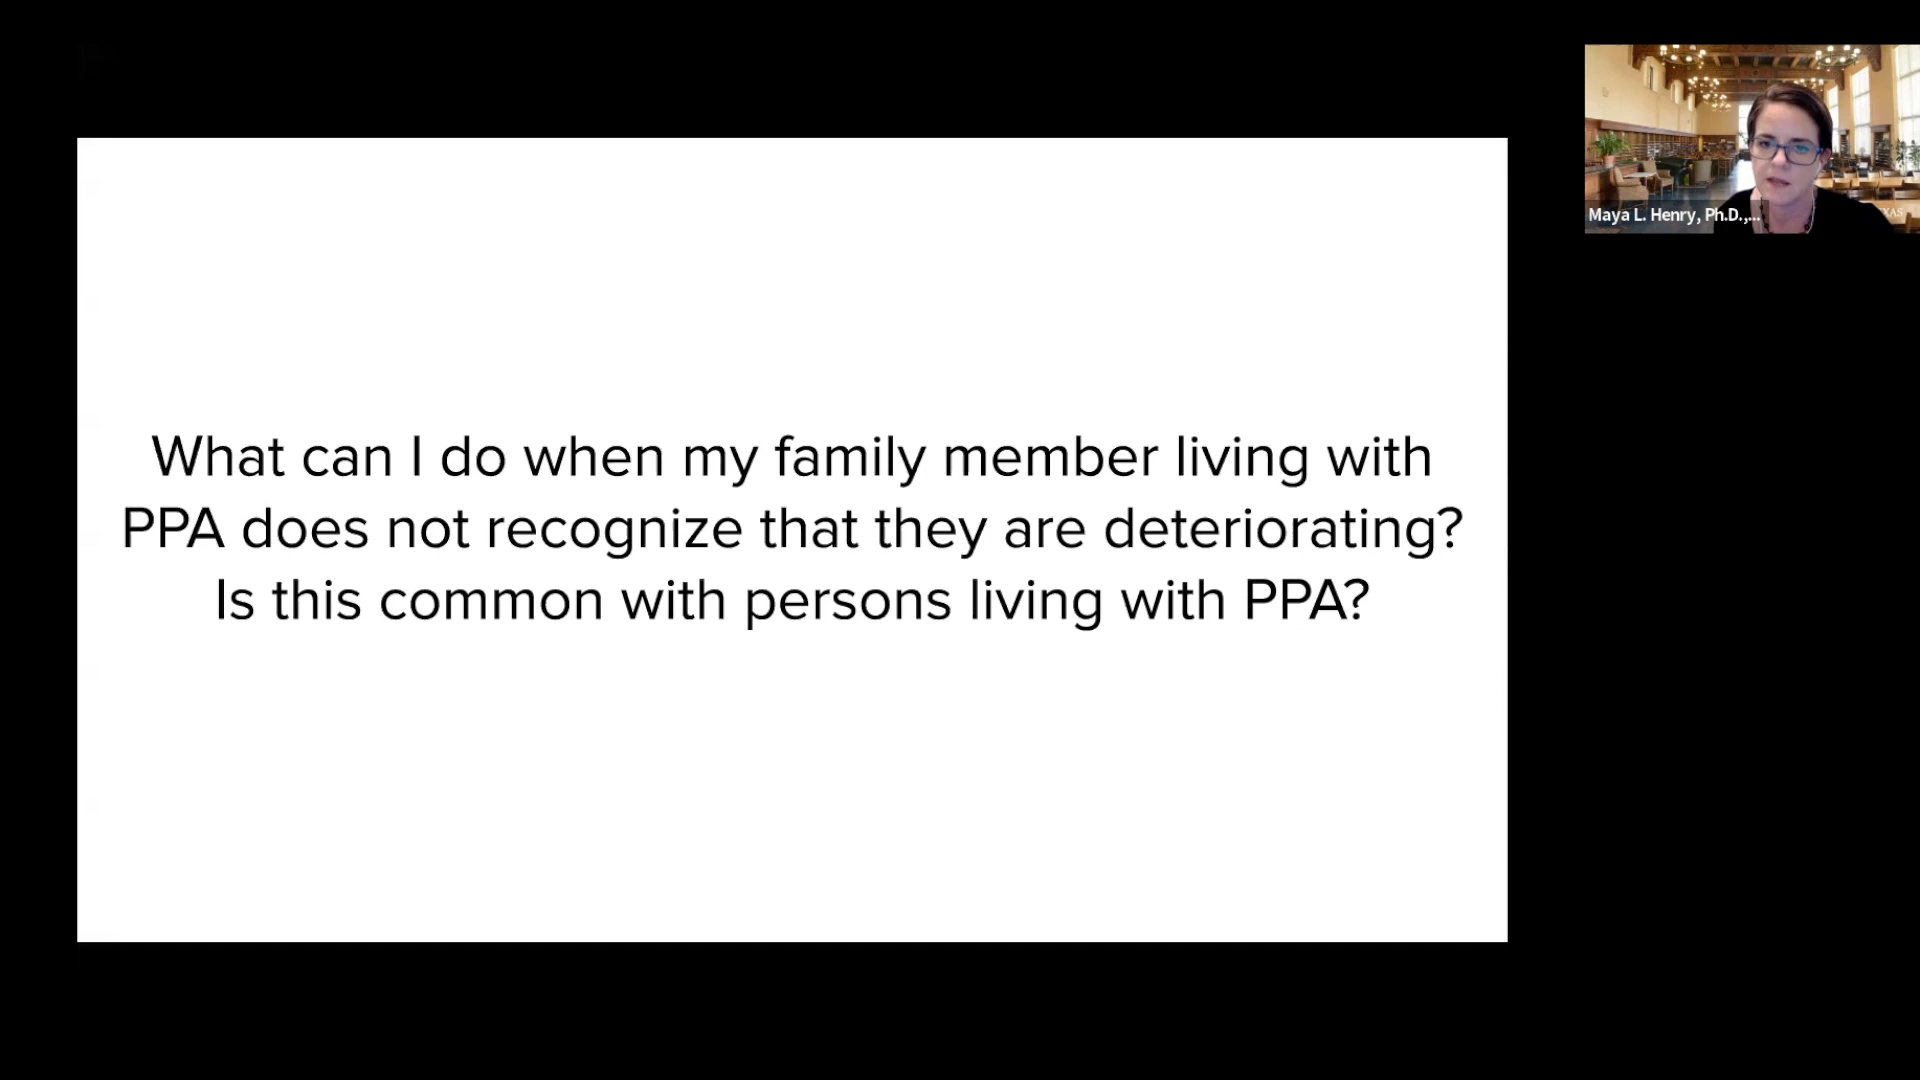 What can I do when my family member living with
PPA does not recognize that they are deteriorating?
Is this common with persons living with PPA?
Maya L. Henry, Ph.D.,...
XAS